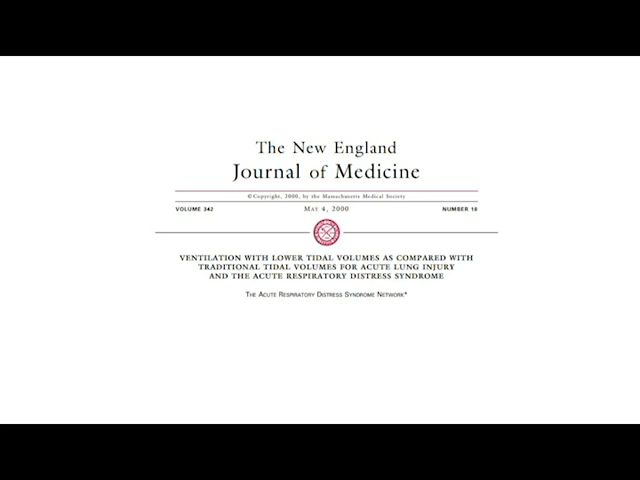 The New England
Journal of Medicine
© Copyright, 2000, by the Massachusetts Medical Society
VOLUME 342 MAY 4, 2000 NUMBER 18
VENTILATION WITH LOWER TIDAL VOLUMES AS COMPARED WITH
TRADITIONAL TIDAL VOLUMES FOR ACUTE LUNG INJURY
AND THE ACUTE RESPIRATORY DISTRESS SYNDROME
THE ACUTE RESPIRATORY DISTRESS SYNDROME NETWORK*